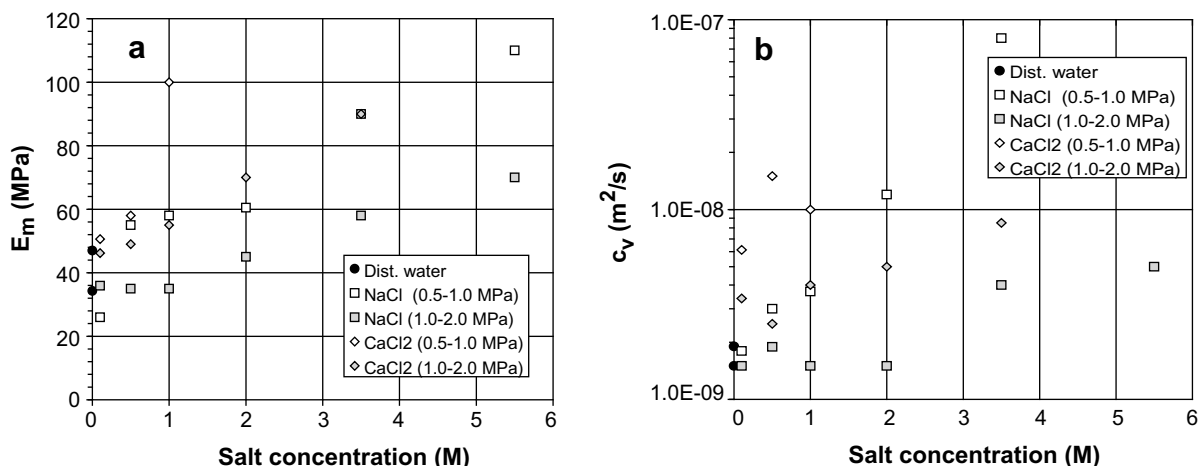 a
120
100
80
60
40
20
0
E_m (MPa)
0 1 2 3 4 5 6
Salt concentration (M)
Dist. water
NaCl (0.5-1.0 MPa)
NaCl (1.0-2.0 MPa)
CaCl2 (0.5-1.0 MPa)
CaCl2 (1.0-2.0 MPa)
b
1.0E-07
1.0E-08
1.0E-09
c_v (m²/s)
0 1 2 3 4 5 6
Salt concentration (M)
Dist. water
NaCl (0.5-1.0 MPa)
NaCl (1.0-2.0 MPa)
CaCl2 (0.5-1.0 MPa)
CaCl2 (1.0-2.0 MPa)